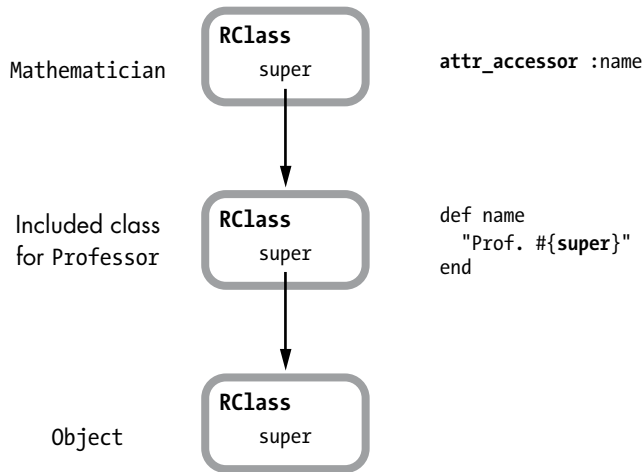 Mathematician
RClass
super
attr_accessor :name
Included class
for Professor
RClass
super
def name
"Prof. #{super}"
end
Object
RClass
super